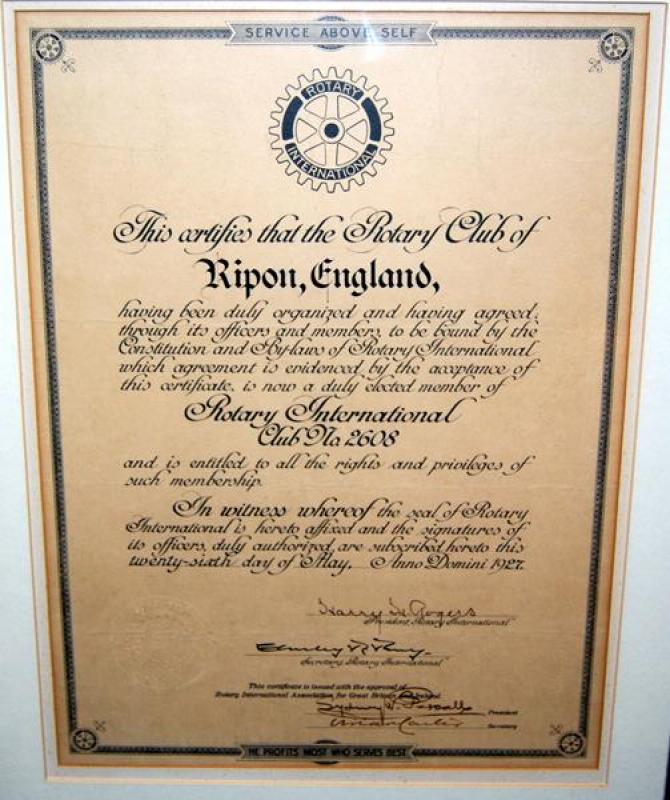 SERVICE ABOVE SELF
ROTARY
INTERNATIONAL
This certifies that the Rotary Club of
Ripon, England,
having been duly organized and having agreed,
through its officers and members, to be bound by the
Constitution and By-laws of Rotary International
which agreement is evidenced by the acceptance of
this certificate, is now a duly elected member of
Rotary International
Club No. 2608
and is entitled to all the rights and privileges of
such membership.
In witness whereof the seal of Rotary
International is hereto affixed and the signatures of
its officers, duly authorized, are subscribed hereto this
twenty-sixth day of May, Anno Domini 1927.
Harry H. Rogers
President, Rotary International
Secretary, Rotary International
This certificate is issued with the approval of
Rotary International Association for Great Britain and Ireland.
Sydney W. Pascall
President
Secretary
HE PROFITS MOST WHO SERVES BEST